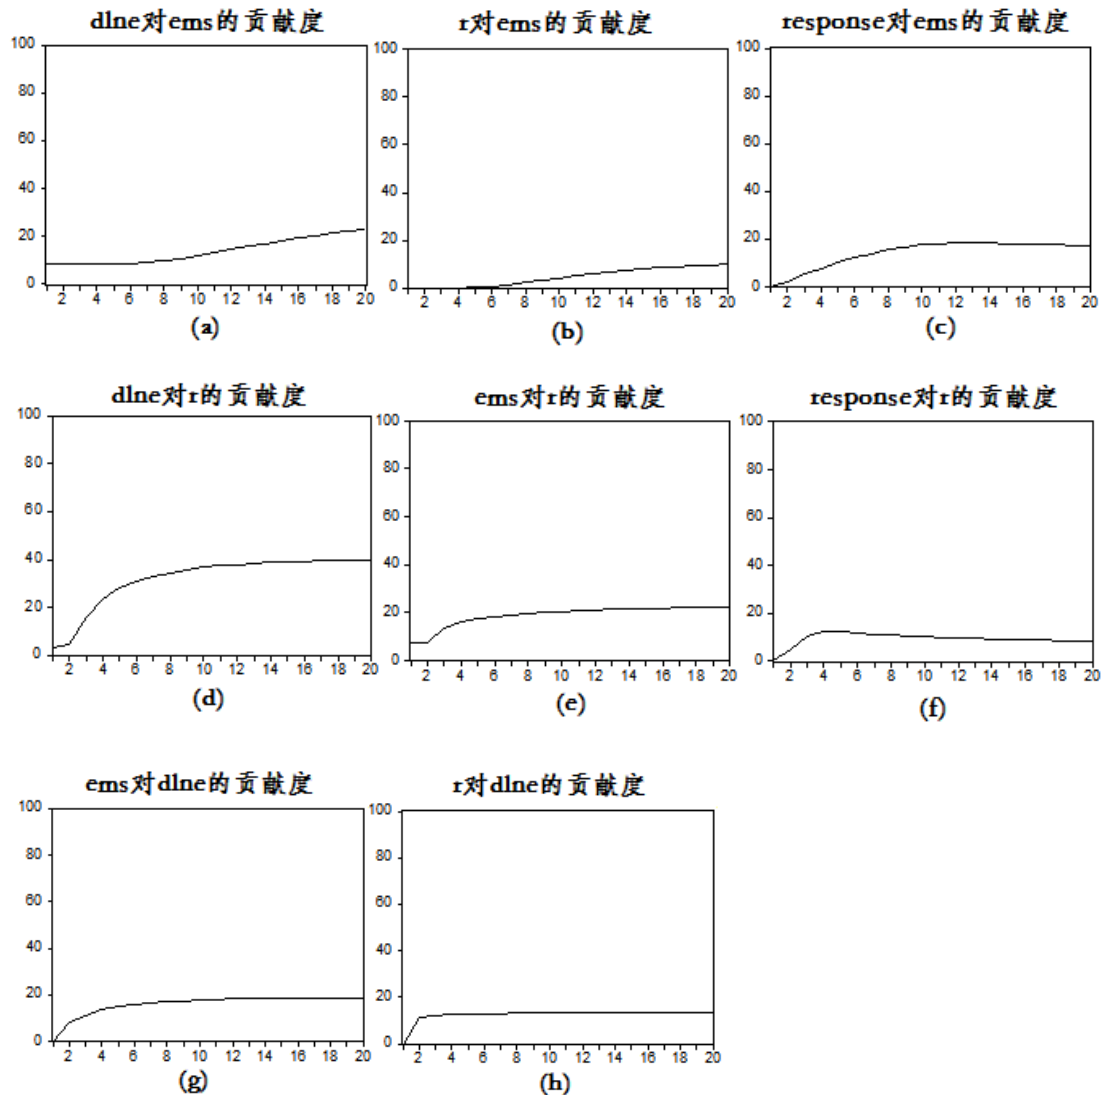 dlne对ems的贡献度 r对ems的贡献度 response对ems的贡献度
100 100 100
80 80 80
60 60 60
40 40 40
20 20 20
0 0 0
2 4 6 8 10 12 14 16 18 20 2 4 6 8 10 12 14 16 18 20 2 4 6 8 10 12 14 16 18 20
(a) (b) (c)
dlne对r的贡献度 ems对r的贡献度 response对r的贡献度
100 100 100
80 80 80
60 60 60
40 40 40
20 20 20
0 0 0
2 4 6 8 10 12 14 16 18 20 2 4 6 8 10 12 14 16 18 20 2 4 6 8 10 12 14 16 18 20
(d) (e) (f)
ems对dlne的贡献度 r对dlne的贡献度
100 100
80 80
60 60
40 40
20 20
0 0
2 4 6 8 10 12 14 16 18 20 2 4 6 8 10 12 14 16 18 20
(g) (h)